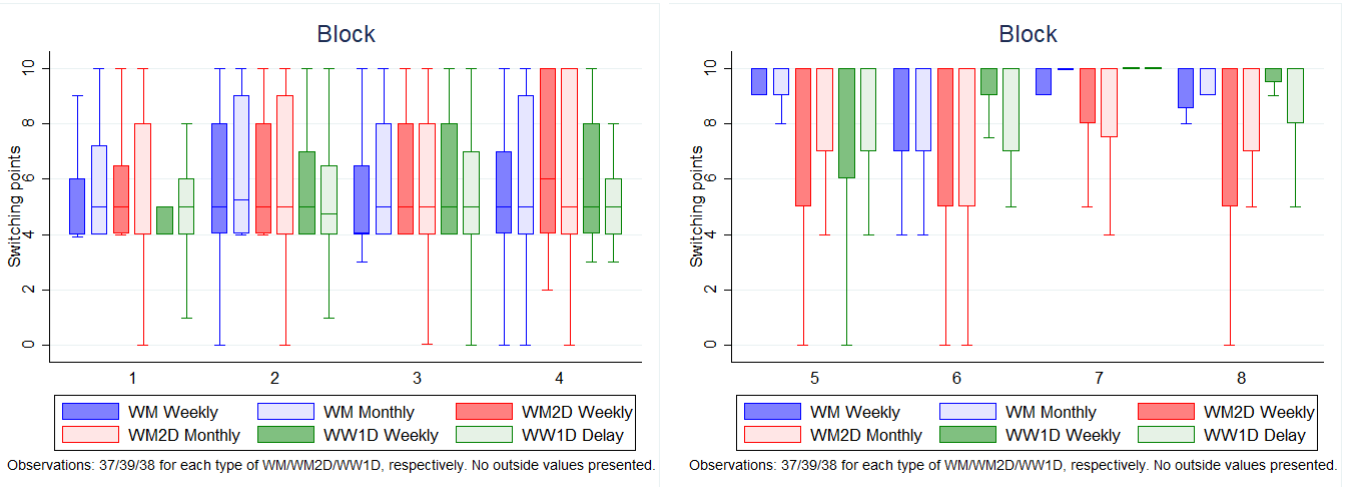 Block
Switching points
10
8
6
4
2
0
1 2 3 4
WM Weekly WM Monthly WM2D Weekly
WM2D Monthly WW1D Weekly WW1D Delay
Observations: 37/39/38 for each type of WM/WM2D/WW1D, respectively. No outside values presented.
Block
Switching points
10
8
6
4
2
0
5 6 7 8
WM Weekly WM Monthly WM2D Weekly
WM2D Monthly WW1D Weekly WW1D Delay
Observations: 37/39/38 for each type of WM/WM2D/WW1D, respectively. No outside values presented.